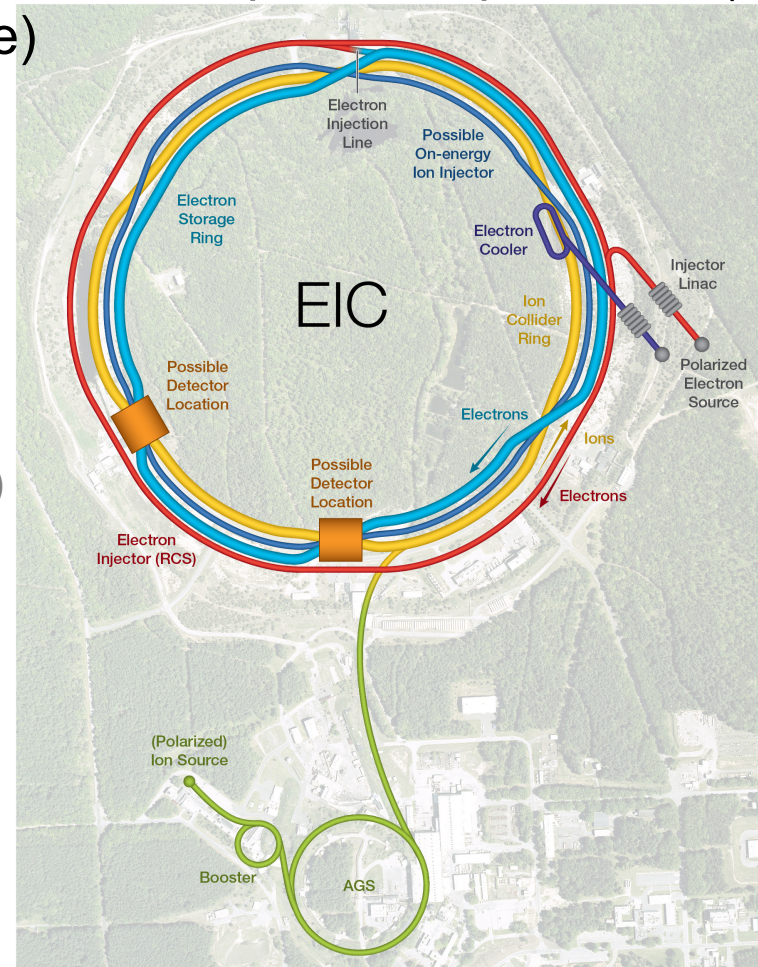 e)
Electron
Injection
Line
Possible
On-energy
Ion Injector
Electron
Storage
Ring
Electron
Cooler
Injector
Linac
EIC
Ion
Collider
Ring
Polarized
Electron
Source
Possible
Detector
Location
Electrons
Ions
Possible
Detector
Location
Electrons
Electron
Injector (RCS)
(Polarized)
Ion Source
Booster
AGS